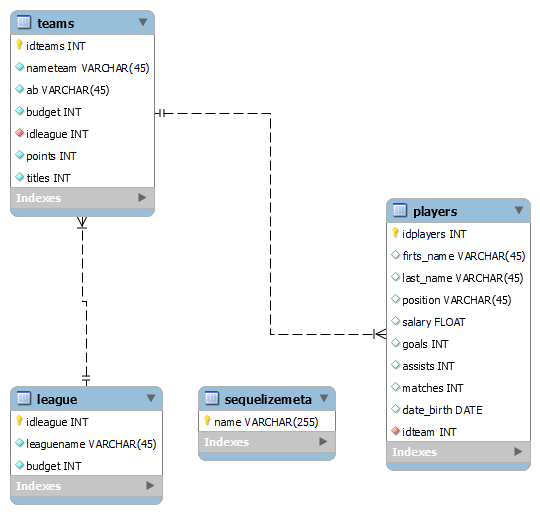 teams
idteams INT
nameteam VARCHAR(45)
ab VARCHAR(45)
budget INT
idleague INT
points INT
titles INT
Indexes
players
idplayers INT
firts_name VARCHAR(45)
last_name VARCHAR(45)
position VARCHAR(45)
salary FLOAT
goals INT
assists INT
matches INT
date_birth DATE
idteam INT
Indexes
league
idleague INT
leaguename VARCHAR(45)
budget INT
Indexes
sequelizemeta
name VARCHAR(255)
Indexes